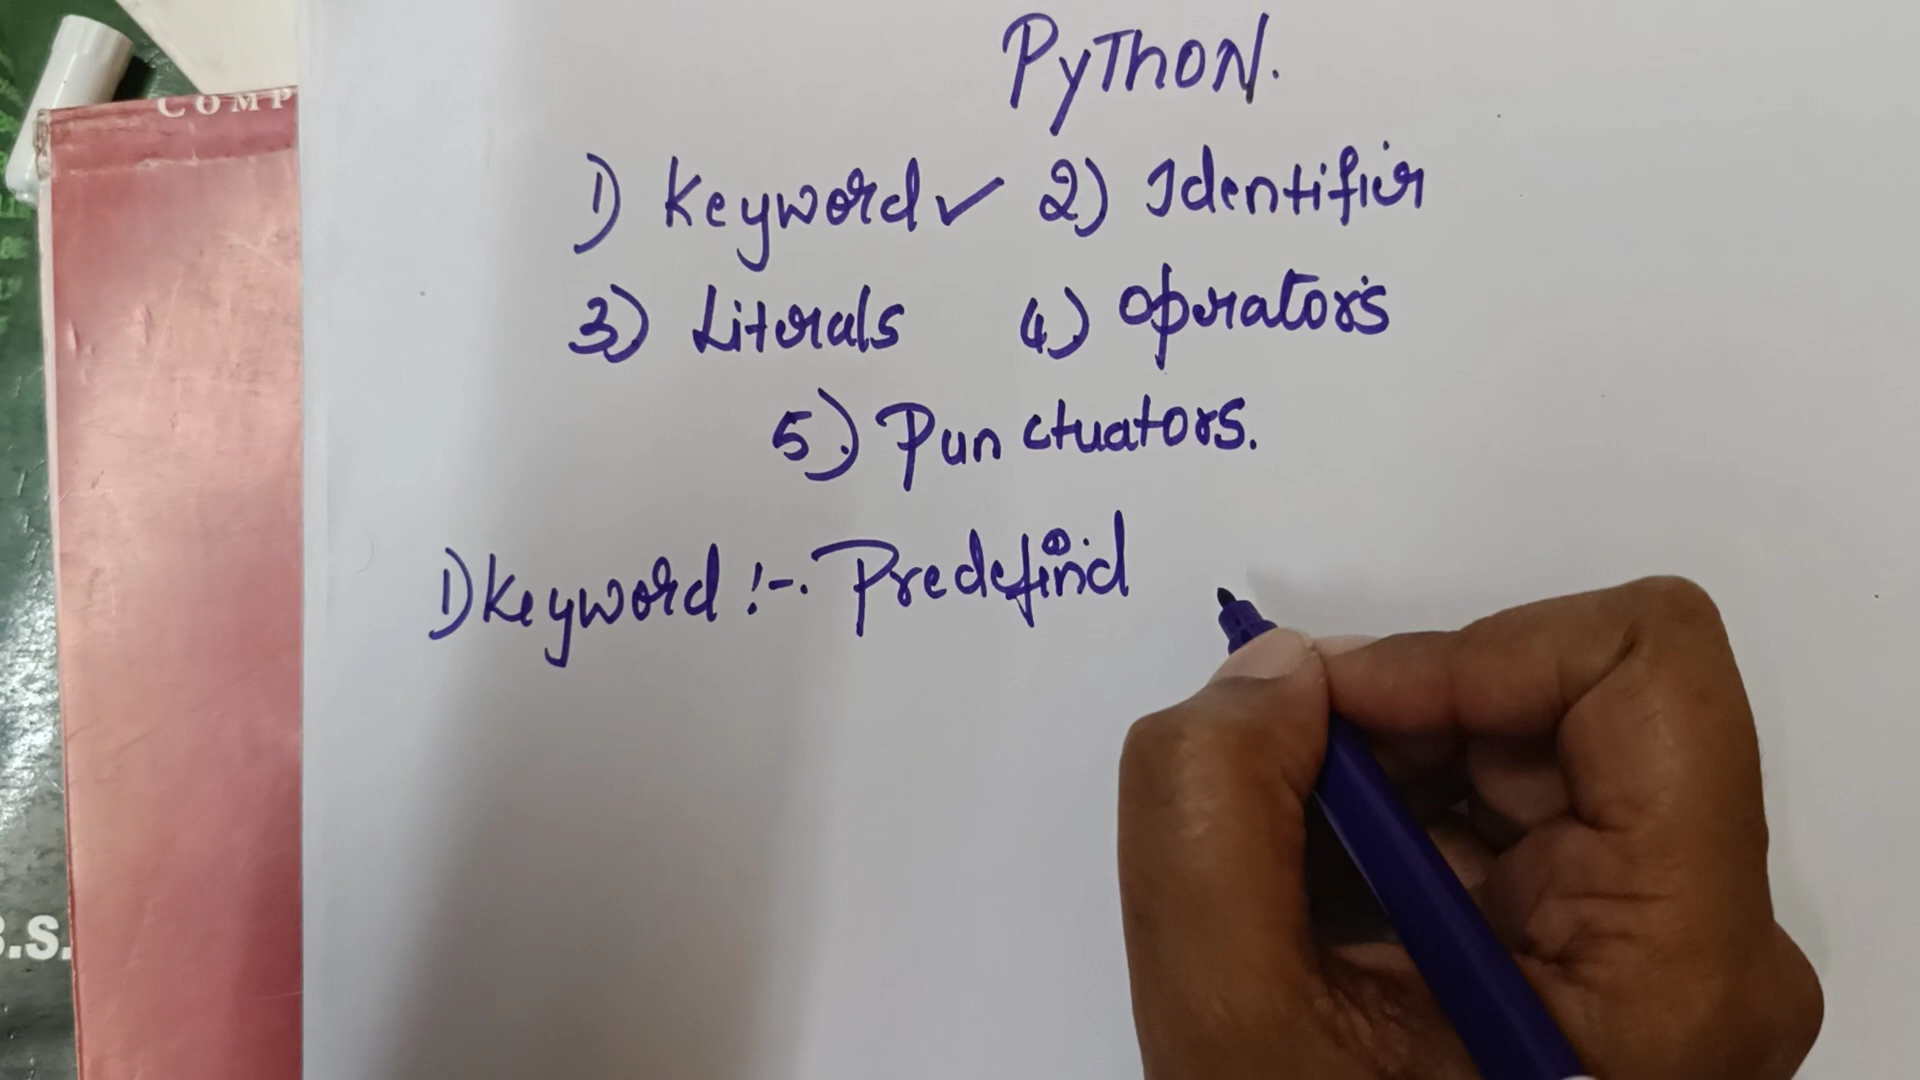 COMP
PyThON.
1) Keyword ✓ 2) Identifier
3) Literals 4) Operators
5) Punctuators.
1) Keyword :- Predefind
B.S.